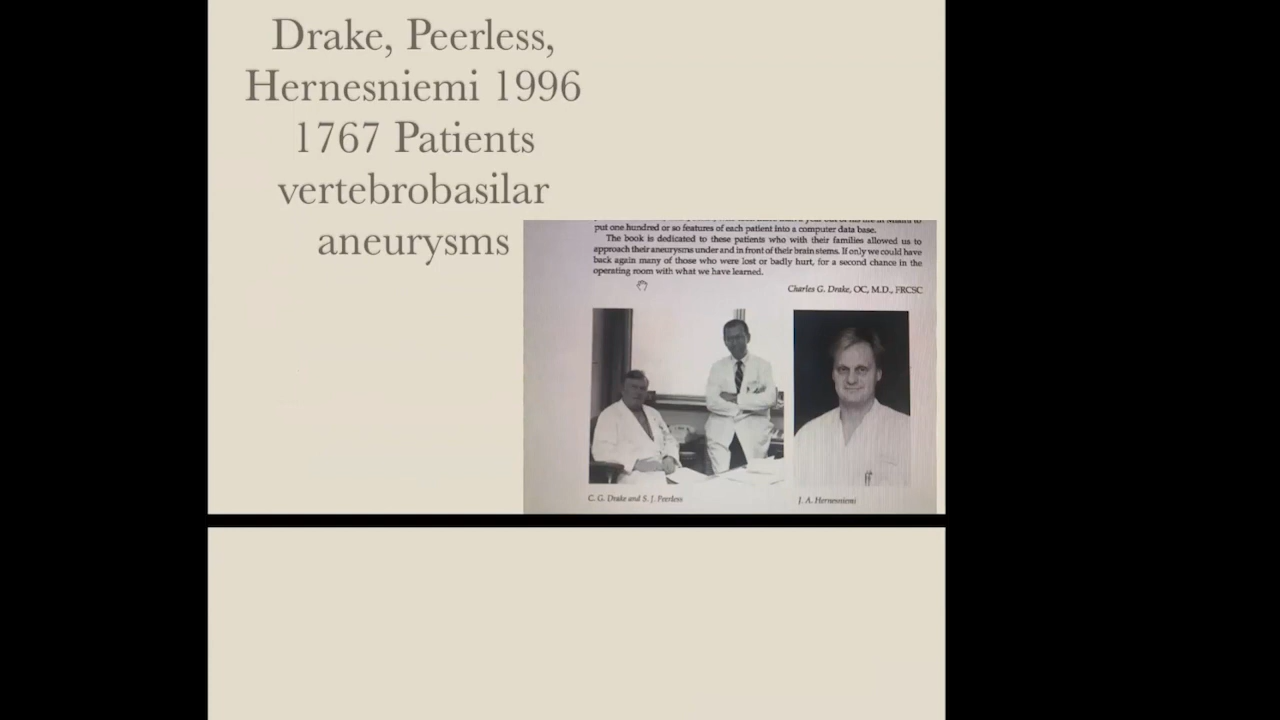 Drake, Peerless,
Hernesniemi 1996
1767 Patients
vertebrobasilar
aneurysms
put one hundred or so features of each patient into a computer data base.
The book is dedicated to these patients who with their families allowed us to
approach their aneurysms under and in front of their brain stems. If only we could have
back again many of those who were lost or badly hurt, for a second chance in the
operating room with what we have learned.
Charles G. Drake, OC, M.D., FRCSC
C. G. Drake and S. J. Peerless
J. A. Hernesniemi